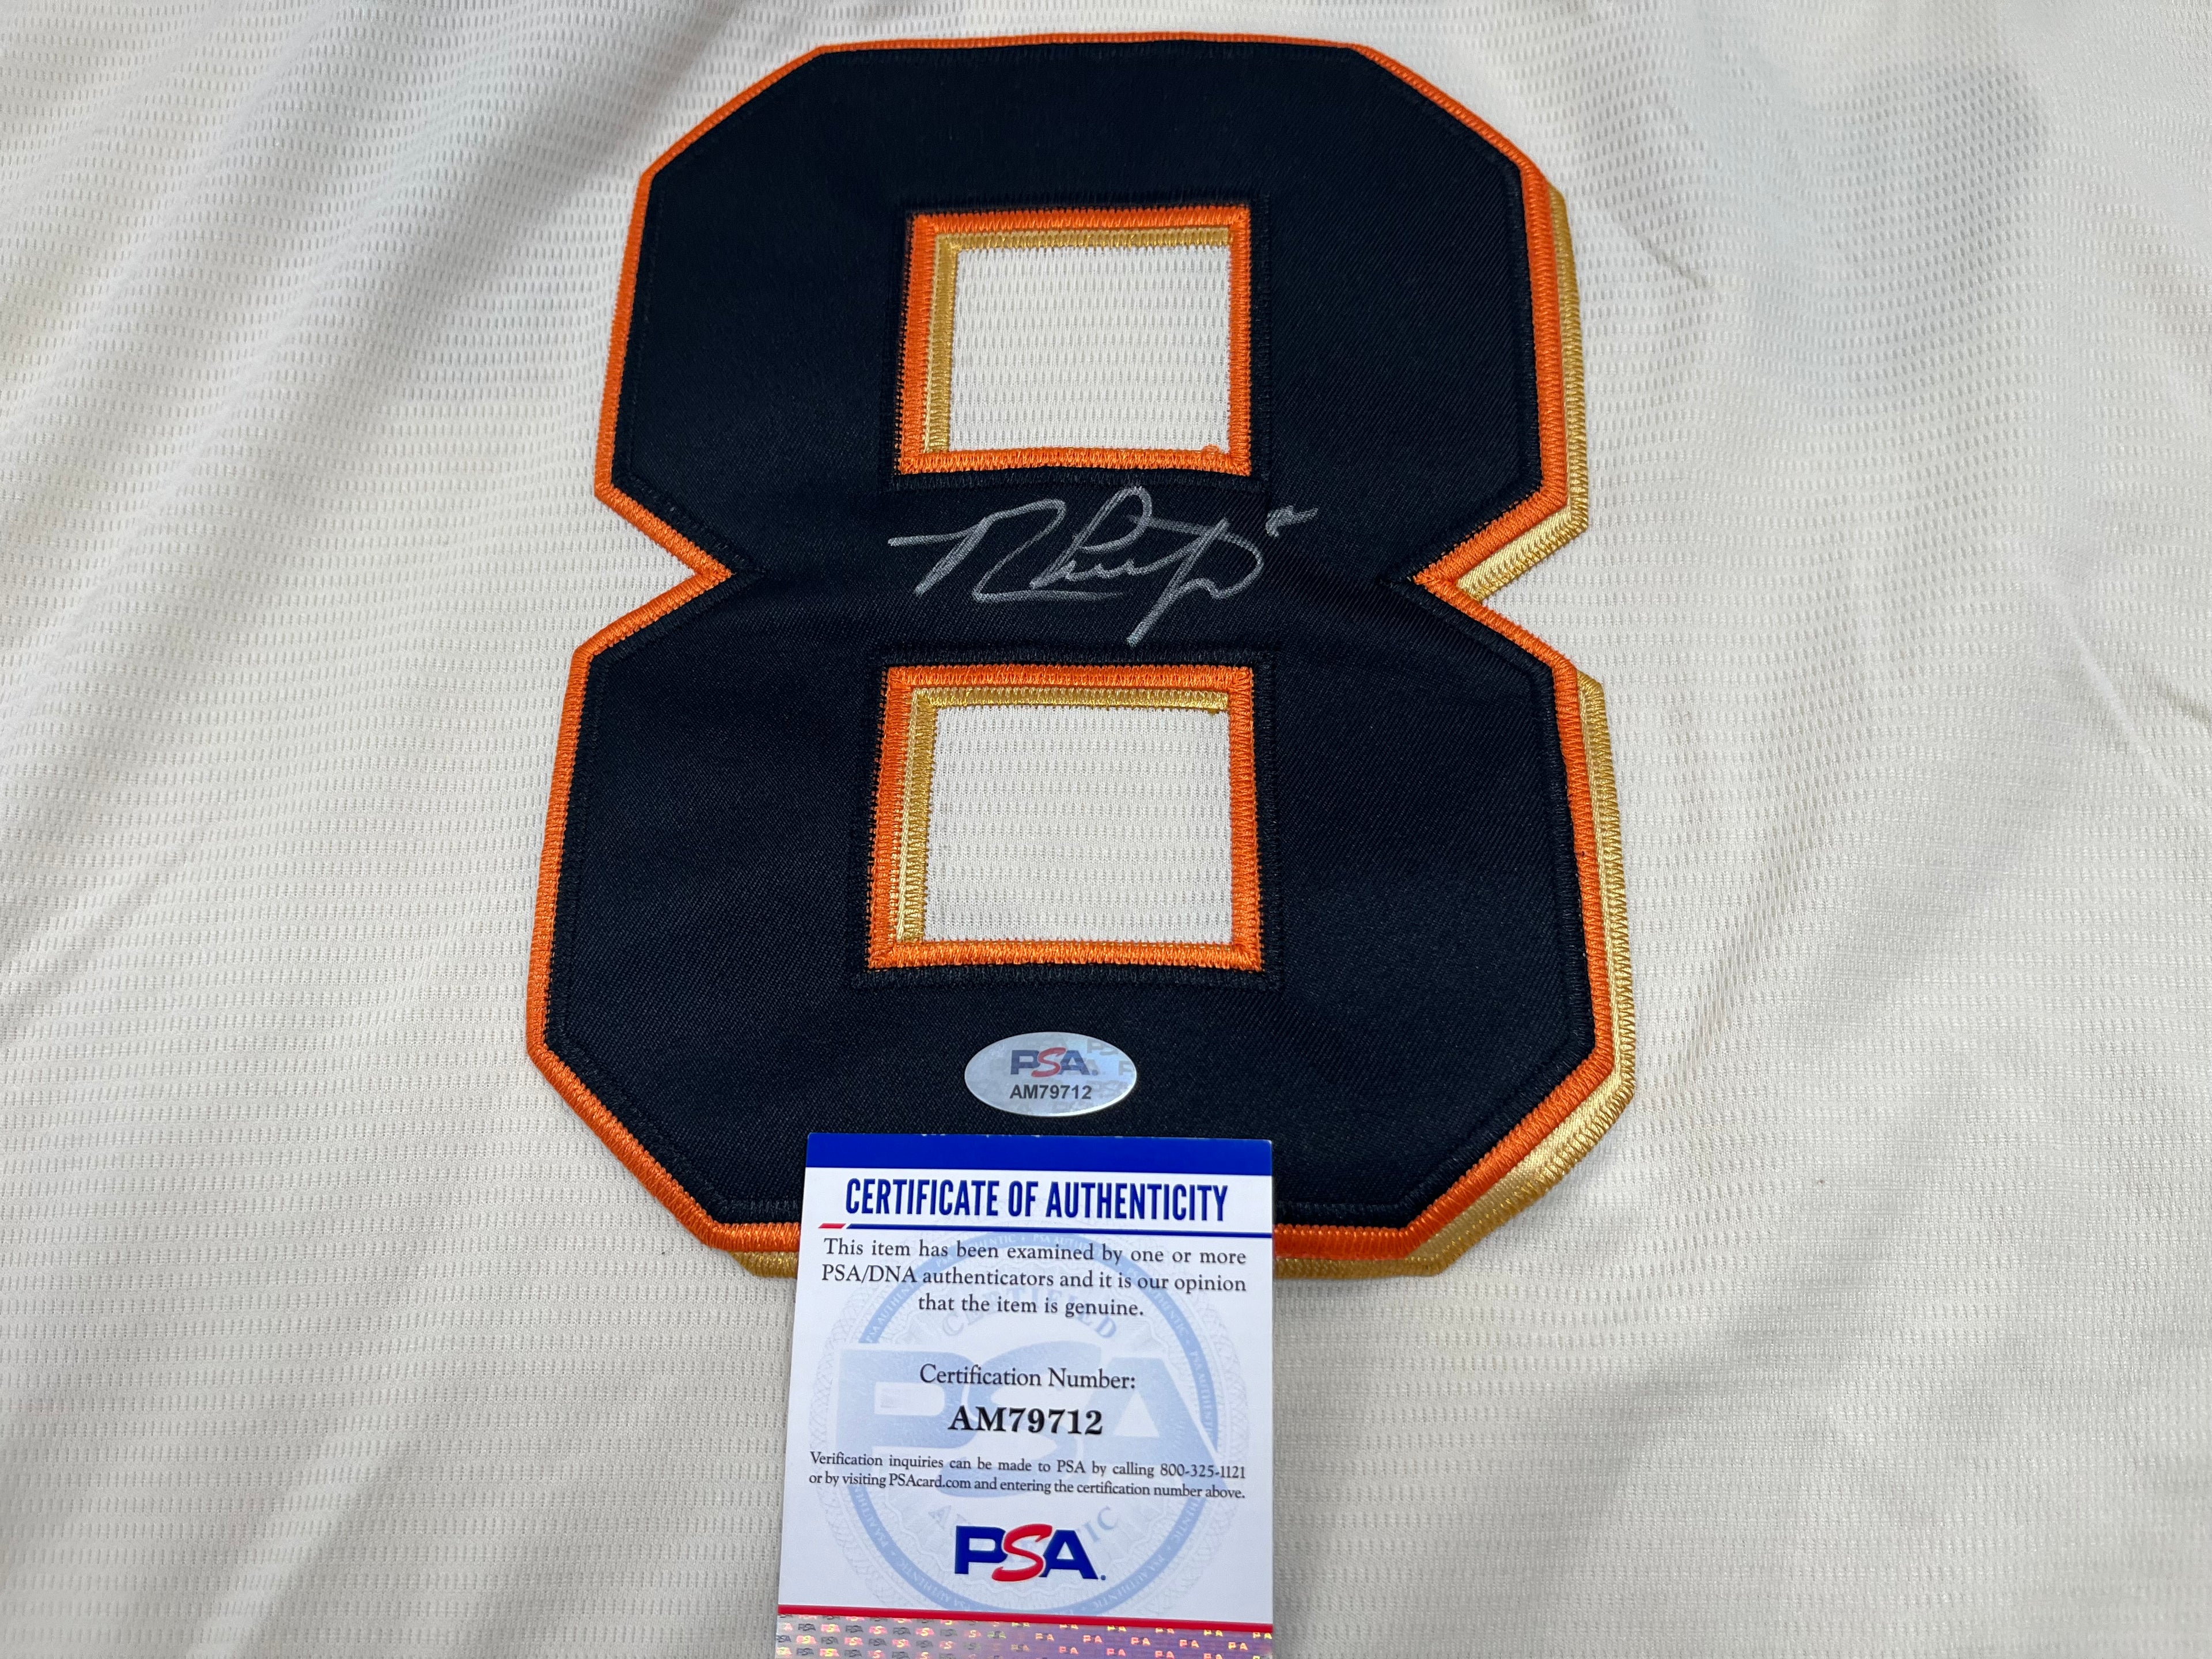 8
PSA
AM79712
CERTIFICATE OF AUTHENTICITY
This item has been examined by one or more
PSA/DNA authenticators and it is our opinion
that the item is genuine.
Certification Number:
AM79712
Verification inquiries can be made to PSA by calling 800-325-1121
or by visiting PSAcard.com and entering the certification number above.
PSA